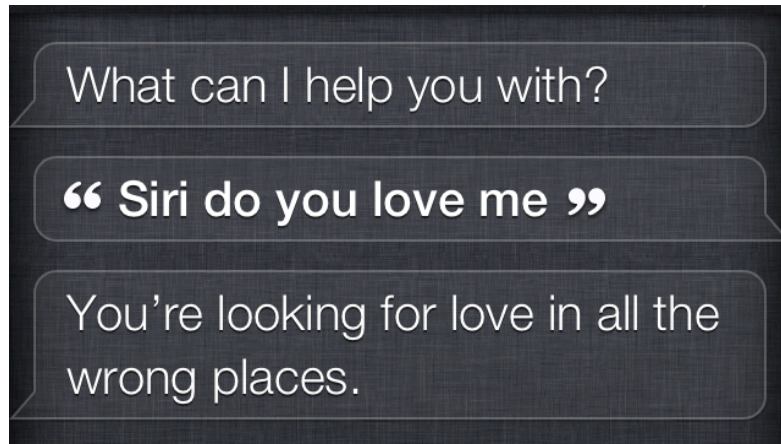 What can I help you with?
“ Siri do you love me ”
You’re looking for love in all the
wrong places.